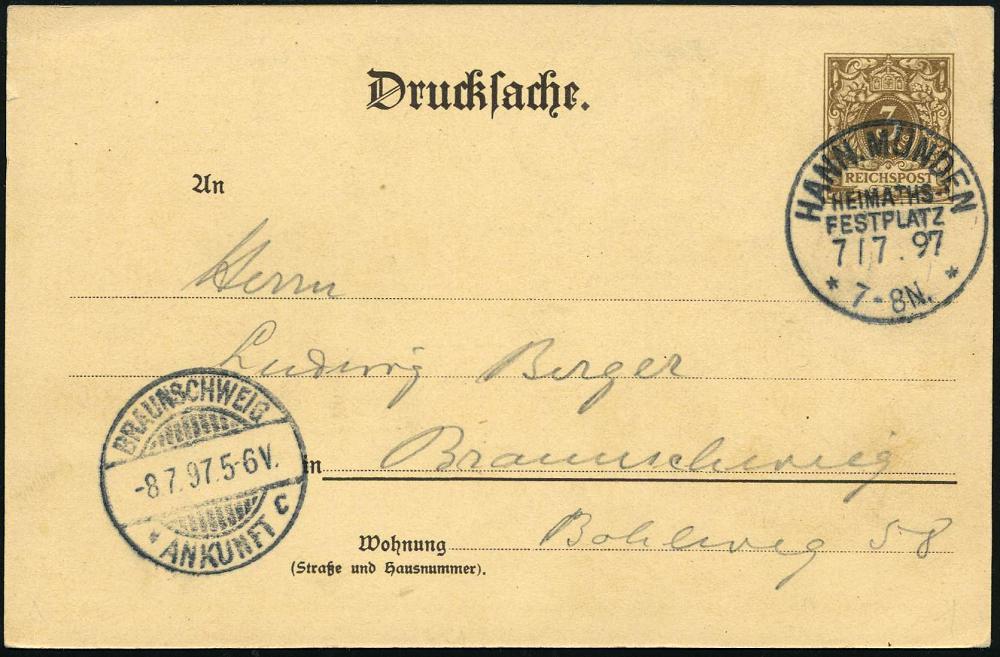 Drucksache.
3
REICHSPOST
HANN. MÜNDEN
HEIMATHS-
FESTPLATZ
7/7.97
* 7-8N. *
An
Herrn
Ludwig Berger
in Braunschweig
BRAUNSCHWEIG
-8.7.97.5-6V.
* ANKUNFT C
Wohnung Bohlweg 58
(Straße und Hausnummer).